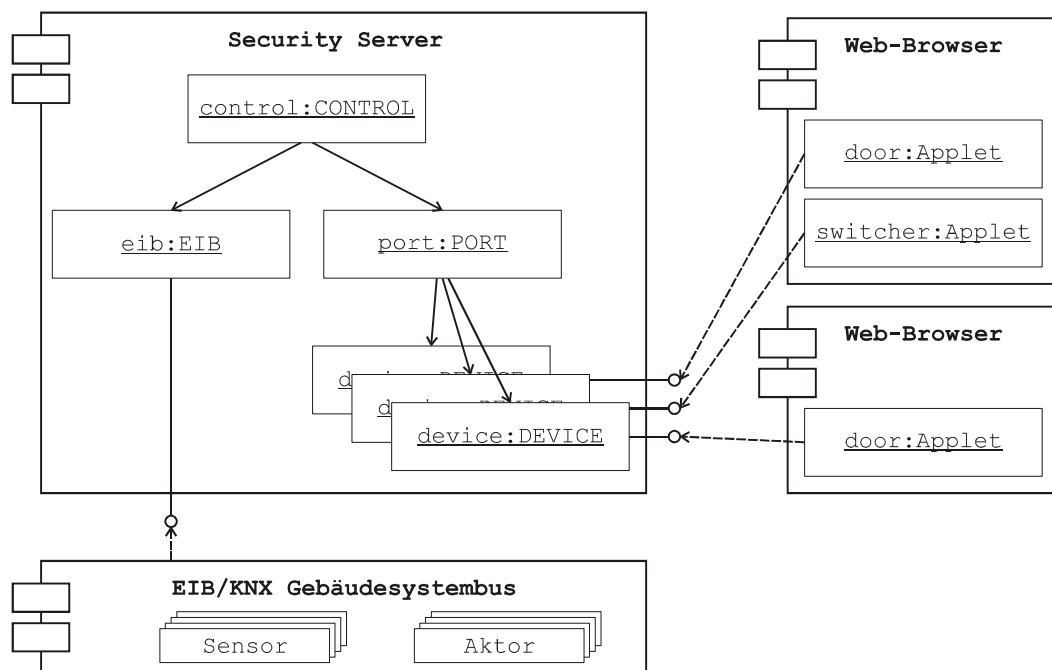 Security Server
control:CONTROL
eib:EIB
port:PORT
device:DEVICE
Web-Browser
door:Applet
switcher:Applet
Web-Browser
door:Applet
EIB/KNX Gebäudesystembus
Sensor
Aktor